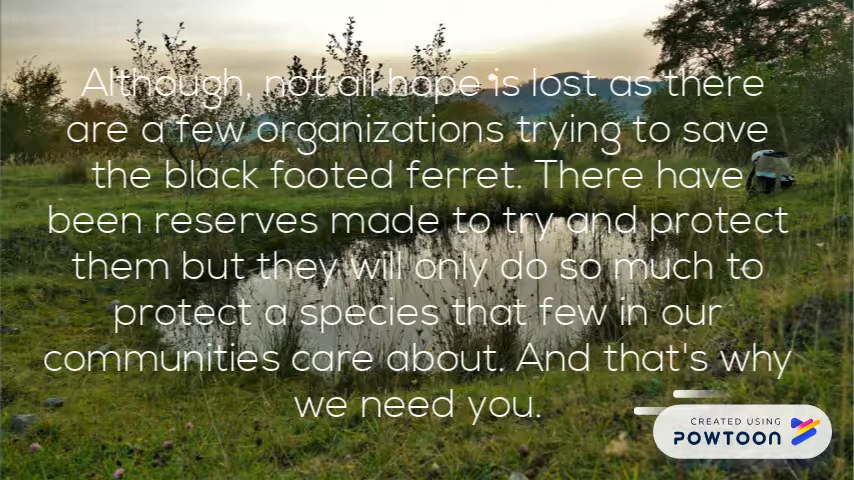 Although, not all hope is lost as there
are a few organizations trying to save
the black footed ferret. There have
been reserves made to try and protect
them but they will only do so much to
protect a species that few in our
communities care about. And that's why
we need you.
CREATED USING
POWTOON